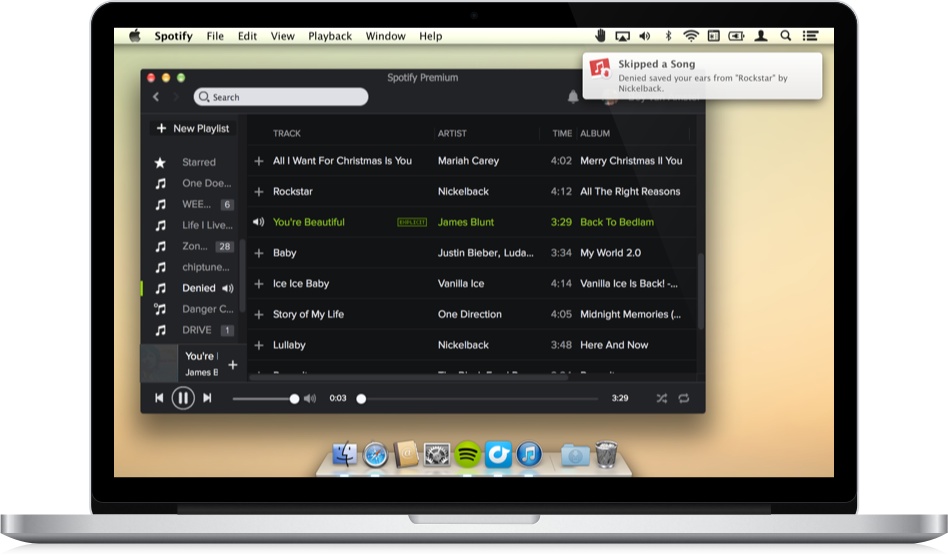 Spotify File Edit View Playback Window Help
Skipped a Song
Denied saved your ears from "Rockstar" by
Nickelback.
Spotify Premium
Search
+ New Playlist
TRACK ARTIST TIME ALBUM
Starred
+ All I Want For Christmas Is You Mariah Carey 4:02 Merry Christmas II You
One Doe...
+ Rockstar Nickelback 4:12 All The Right Reasons
WEE... 6
Life I Live...
You're Beautiful EXPLICIT James Blunt 3:29 Back To Bedlam
Zon... 28
+ Baby Justin Bieber, Luda... 3:34 My World 2.0
chiptune...
Denied
+ Ice Ice Baby Vanilla Ice 4:14 Vanilla Ice Is Back! -...
Danger C...
+ Story of My Life One Direction 4:05 Midnight Memories (...
DRIVE 1
+ Lullaby Nickelback 3:48 Here And Now
You're
James B
+
0:03 3:29